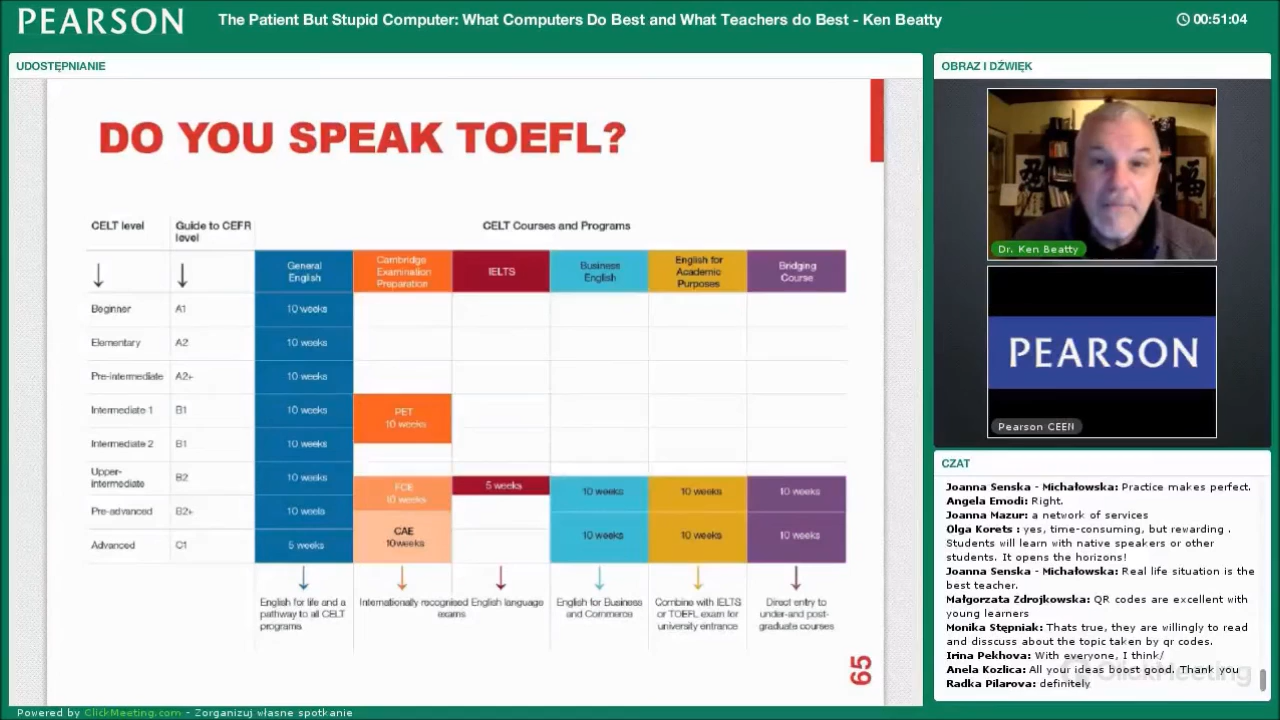 PEARSON
The Patient But Stupid Computer: What Computers Do Best and What Teachers do Best - Ken Beatty
00:51:04
UDOSTĘPNIANIE
DO YOU SPEAK TOEFL?
CELT level
Guide to CEFR
level
CELT Courses and Programs
General
English
Cambridge
Examination
Preparation
IELTS
Business
English
English for
Academic
Purposes
Bridging
Course
Beginner A1 10 weeks
Elementary A2 10 weeks
Pre-intermediate A2+ 10 weeks
Intermediate 1 B1 10 weeks
PET
10 weeks
Intermediate 2 B1 10 weeks
Upper-
intermediate
B2 10 weeks
FCE
10 weeks
5 weeks
10 weeks 10 weeks 10 weeks
Pre-advanced B2+ 10 weeks
CAE
10weeks
10 weeks 10 weeks 10 weeks
Advanced C1 5 weeks
English for life and a
pathway to all CELT
programs
Internationally recognised English language
exams
English for Business
and Commerce
Combine with IELTS
or TOEFL exam for
university entrance
Direct entry to
under-and post-
graduate courses
65
OBRAZ I DŹWIĘK
Dr. Ken Beatty
PEARSON
Pearson CEEN
CZAT
Joanna Senska - Michałowska: Practice makes perfect.
Angela Emodi: Right.
Joanna Mazur: a network of services
Olga Korets : yes, time-consuming, but rewarding .
Students will learn with native speakers or other
students. It opens the horizons!
Joanna Senska - Michałowska: Real life situation is the
best teacher.
Małgorzata Zdrojkowska: QR codes are excellent with
young learners
Monika Stępniak: Thats true, they are willingly to read
and disscuss about the topic taken by qr codes.
Irina Pekhova: With everyone, I think/
Anela Kozlica: All your ideas boost good. Thank you
Radka Pilarova: definitely
ClickMeeting
Powered by ClickMeeting.com - Zorganizuj własne spotkanie